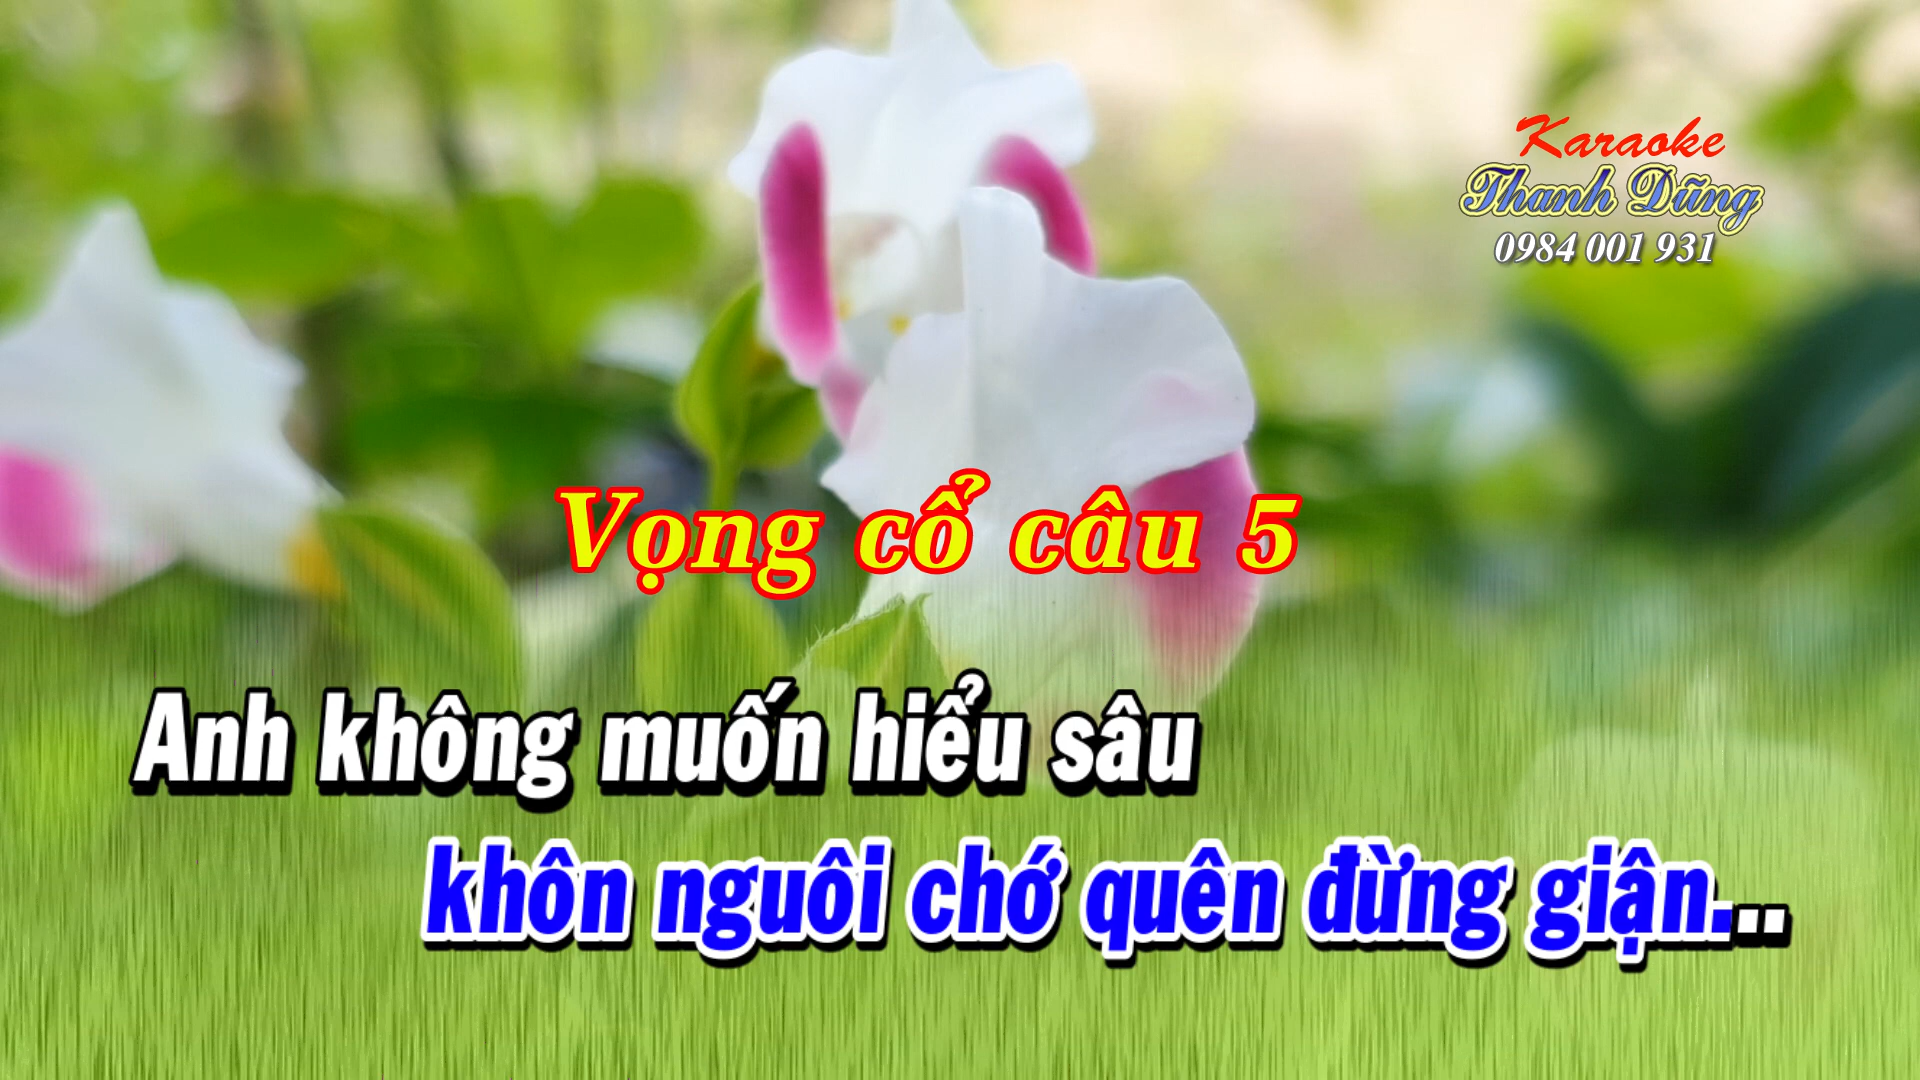 Karaoke
Thanh Dũng
0984 001 931
Vọng cổ câu 5
Anh không muốn hiểu sâu
khôn nguôi chớ quên đừng giận...